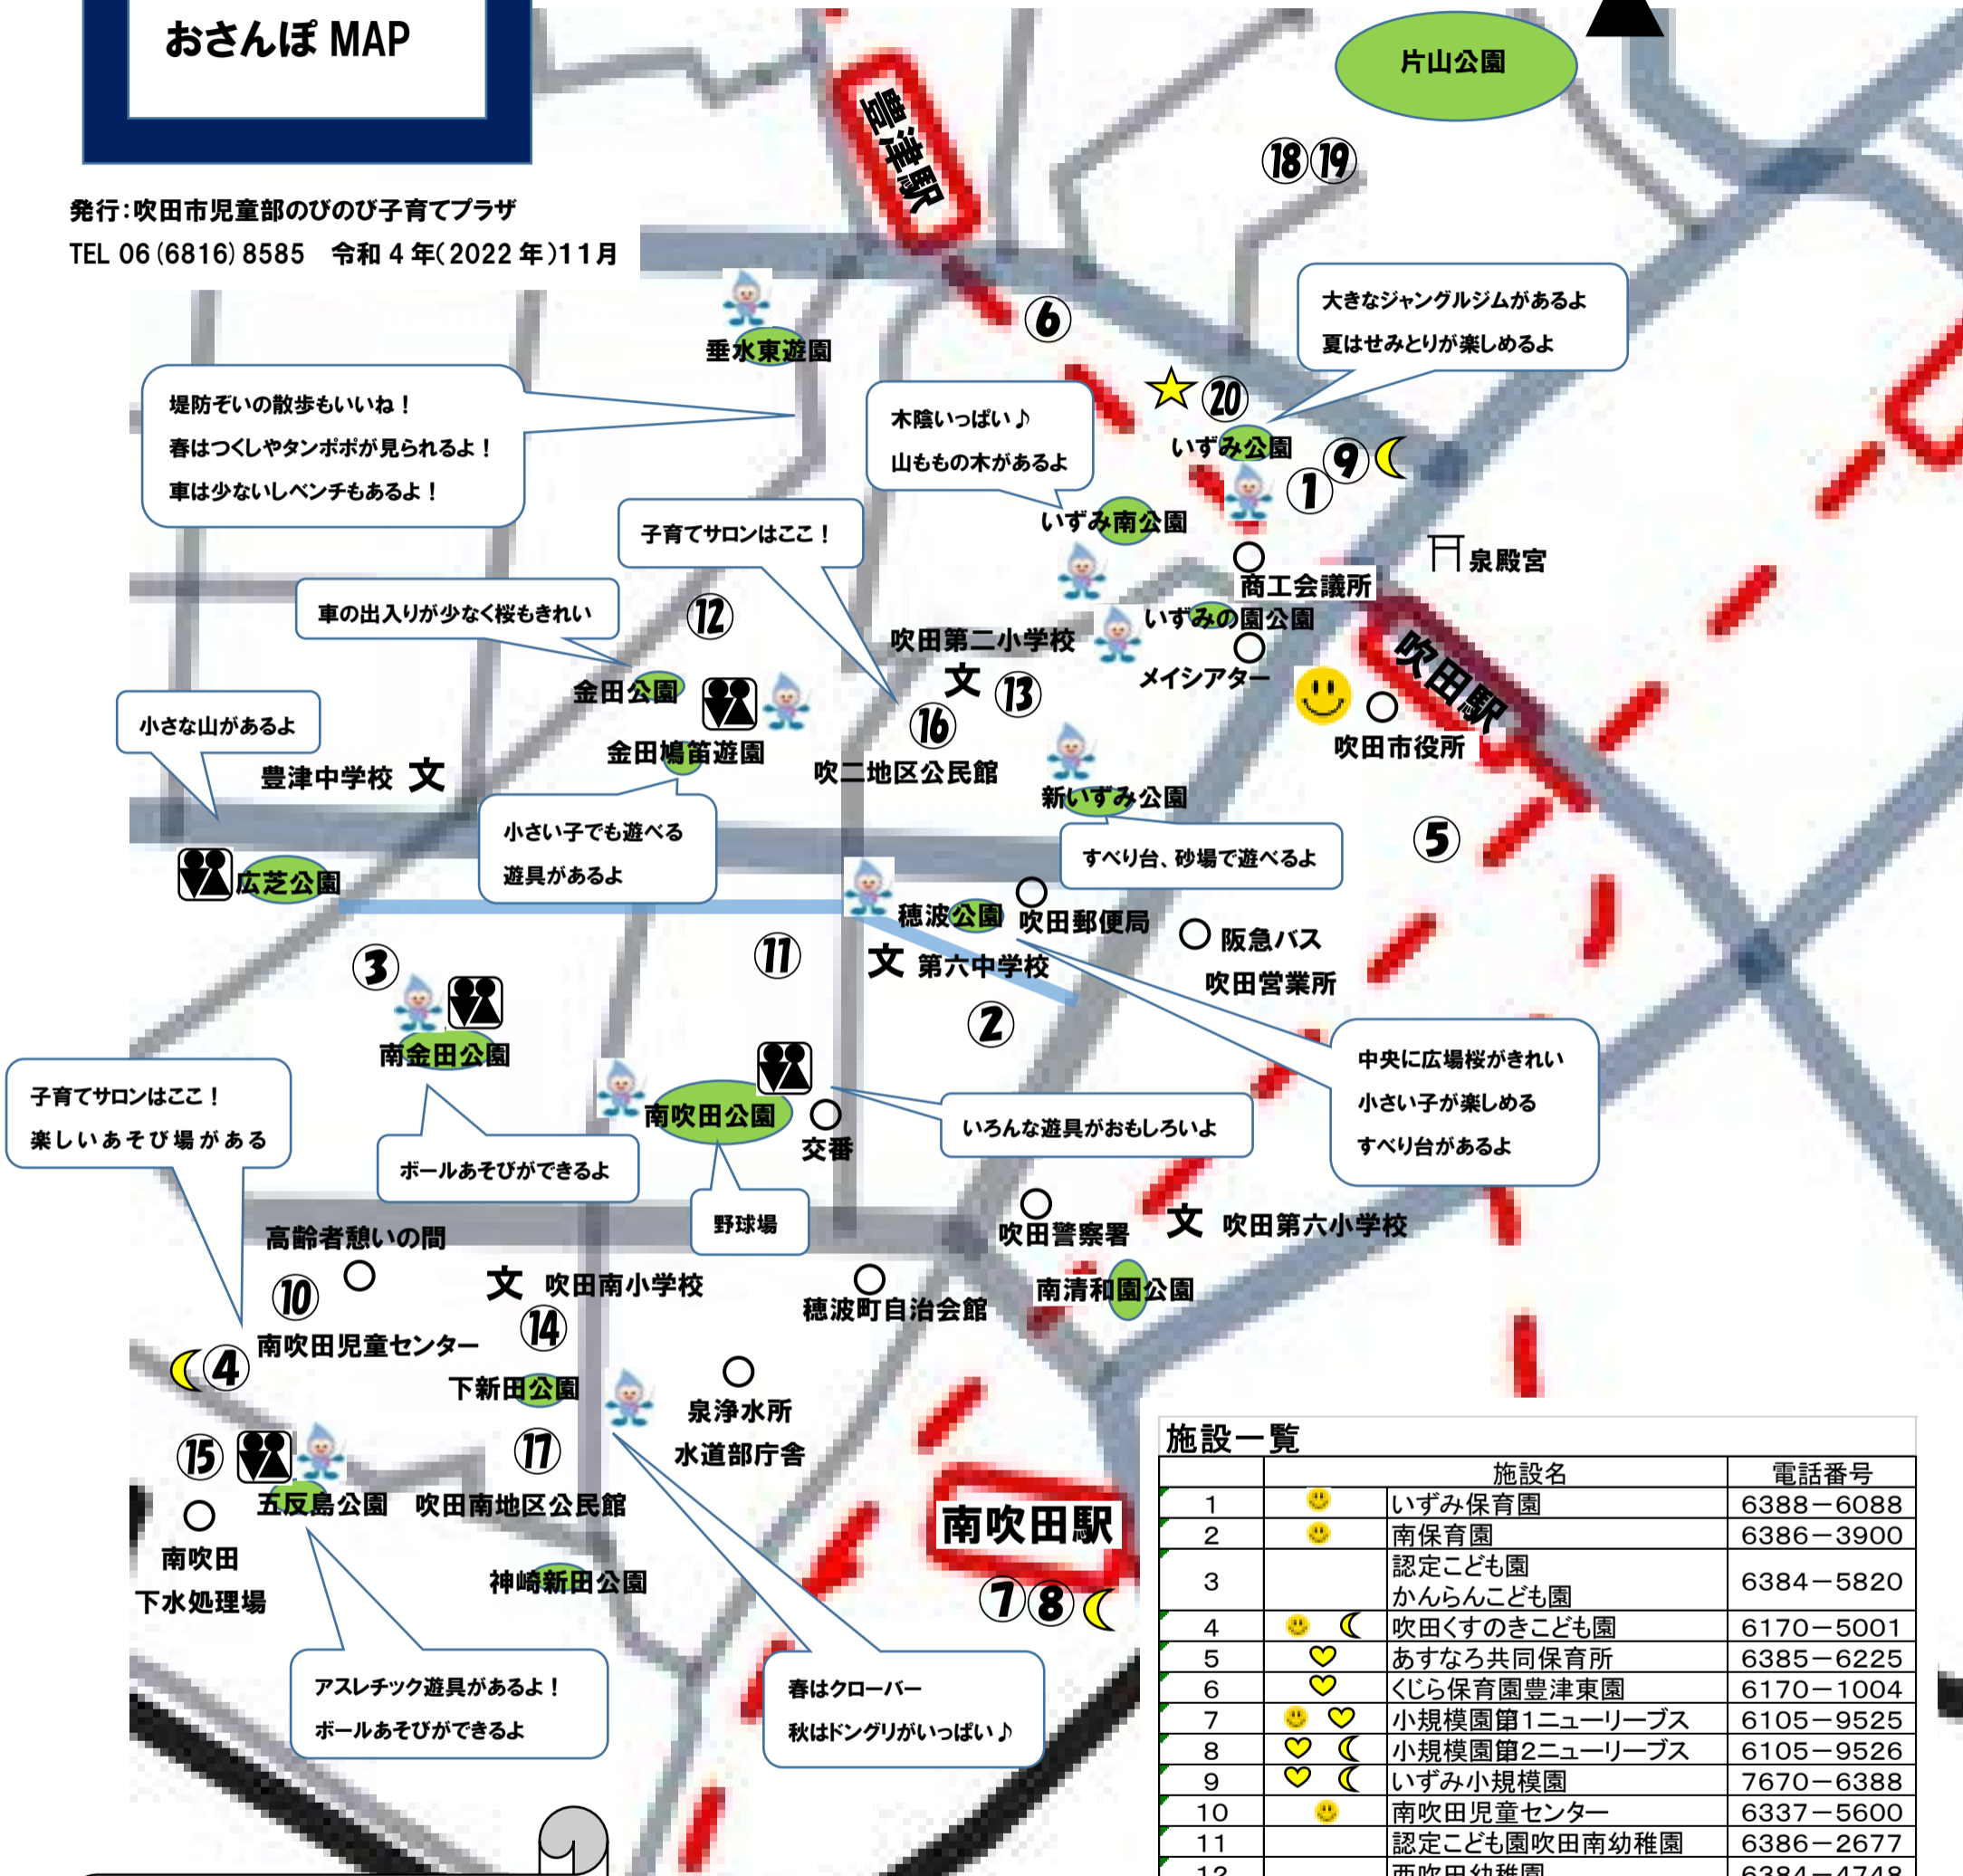 おさんぽ MAP
発行：吹田市児童部のびのび子育てプラザ
TEL 06(6816)8585　令和 4 年(2022 年)11月
片山公園
豊津駅
⑱⑲
⑥
大きなジャングルジムがあるよ
夏はせみとりが楽しめるよ
垂水東遊園
堤防ぞいの散歩もいいね！
春はつくしやタンポポが見られるよ！
車は少ないしベンチもあるよ！
木陰いっぱい♪
山ももの木があるよ
⑳
いずみ公園
⑨
①
いずみ南公園
子育てサロンはここ！
商工会議所
泉殿宮
車の出入りが少なく桜もきれい
⑫
いずみの園公園
吹田第二小学校
文
⑬
メイシアター
吹田駅
金田公園
⑯
吹田市役所
小さな山があるよ
金田鳩笛遊園
豊津中学校 文
吹二地区公民館
新いずみ公園
小さい子でも遊べる
遊具があるよ
すべり台、砂場で遊べるよ
⑤
広芝公園
穂波公園
吹田郵便局
阪急バス
吹田営業所
③
⑪
文 第六中学校
②
南金田公園
中央に広場桜がきれい
小さい子が楽しめる
すべり台があるよ
子育てサロンはここ！
楽しいあそび場がある
南吹田公園
交番
いろんな遊具がおもしろいよ
ボールあそびができるよ
野球場
高齢者憩いの間
吹田警察署
文 吹田第六小学校
⑩
文 吹田南小学校
穂波町自治会館
南清和園公園
⑭
南吹田児童センター
④
下新田公園
泉浄水所
水道部庁舎
⑮
⑰
五反島公園
吹田南地区公民館
南吹田駅
南吹田
下水処理場
神崎新田公園
⑦⑧
アスレチック遊具があるよ！
ボールあそびができるよ
春はクローバー
秋はドングリがいっぱい♪
施設一覧
施設名 電話番号
1 いずみ保育園 6388－6088
2 南保育園 6386－3900
3 認定こども園
かんらんこども園 6384－5820
4 吹田くすのきこども園 6170－5001
5 あすなろ共同保育所 6385－6225
6 くじら保育園豊津東園 6170－1004
7 小規模園第1ニューリーブス 6105－9525
8 小規模園第2ニューリーブス 6105－9526
9 いずみ小規模園 7670－6388
10 南吹田児童センター 6337－5600
11 認定こども園吹田南幼稚園 6386－2677
12 西吹田幼稚園 6384－4748